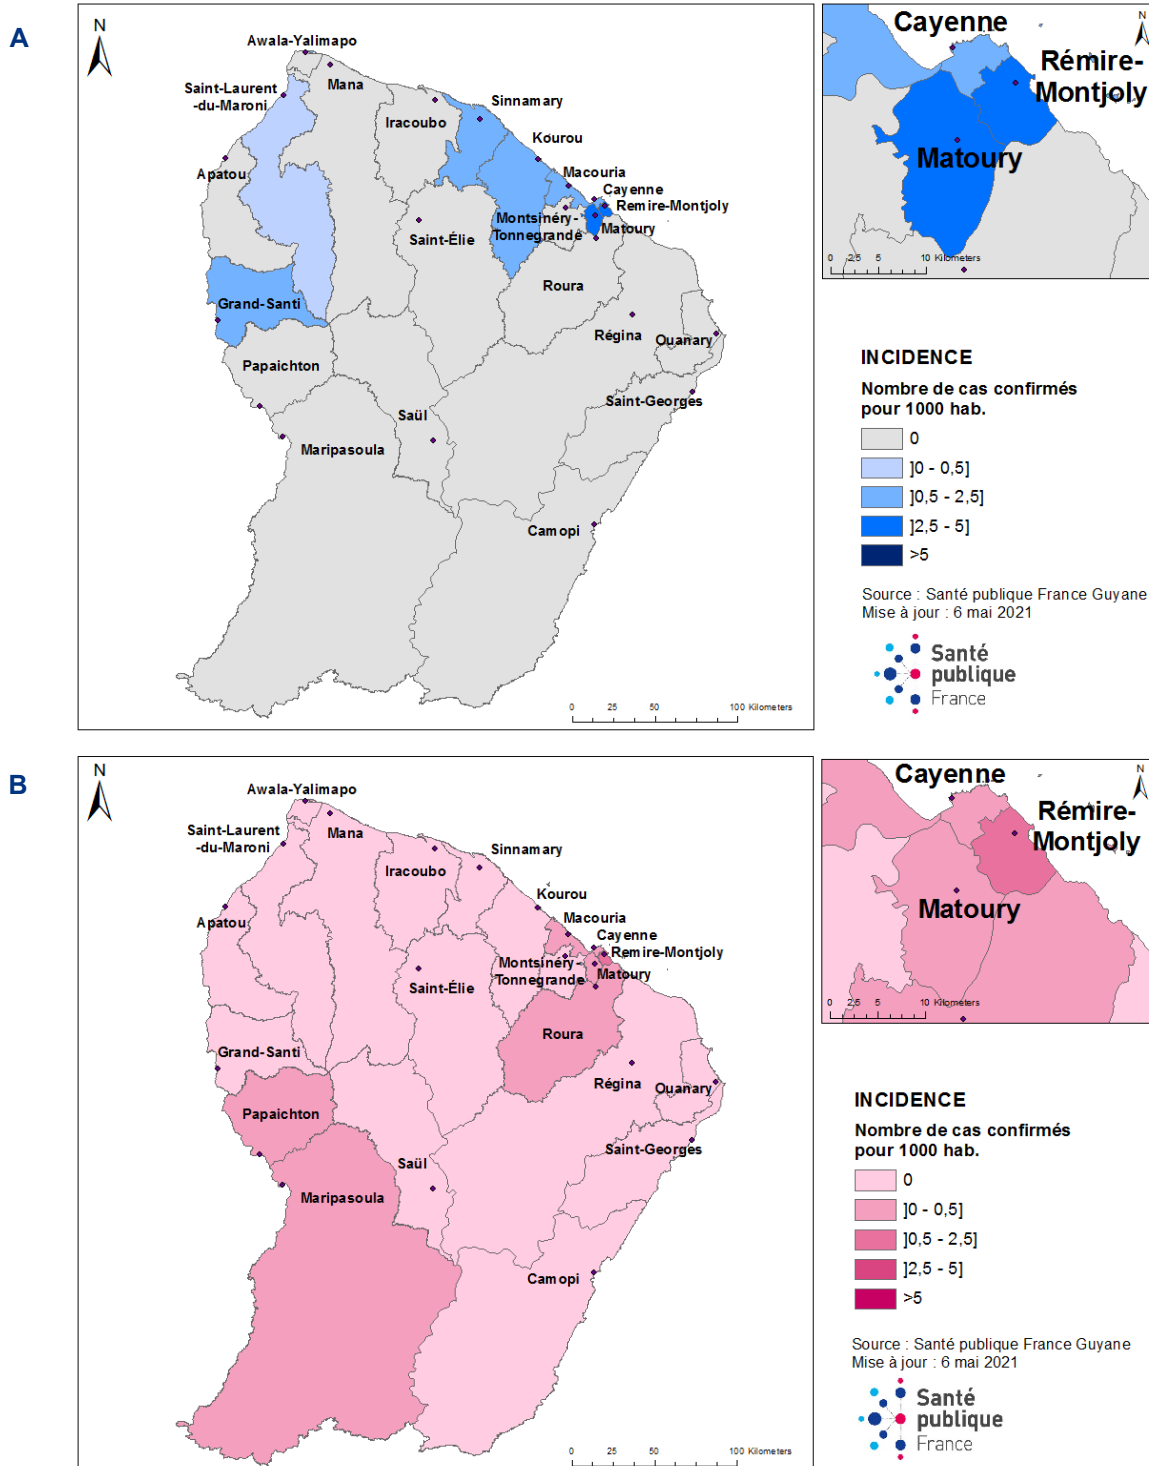 A
N
Awala-Yalimapo
Mana
Saint-Laurent
-du-Maroni
Iracoubo
Sinnamary
Kourou
Apatou
Macouria
Cayenne
Remire-Montjoly
Montsinéry-
Tonnegrande
Matoury
Saint-Élie
Roura
Grand-Santi
Régina
Ouanary
Papaichton
Saint-Georges
Saül
Maripasoula
Camopi
0 25 50 100 Kilometers
Cayenne
N
Rémire-
Montjoly
Matoury
0 2,5 5 10 Kilometers
INCIDENCE
Nombre de cas confirmés
pour 1000 hab.
0
]0 - 0,5]
]0,5 - 2,5]
]2,5 - 5]
>5
Source : Santé publique France Guyane
Mise à jour : 6 mai 2021
Santé
publique
France
B
N
Awala-Yalimapo
Mana
Saint-Laurent
-du-Maroni
Iracoubo
Sinnamary
Kourou
Apatou
Macouria
Cayenne
Remire-Montjoly
Montsinéry-
Tonnegrande
Matoury
Saint-Élie
Roura
Grand-Santi
Régina
Ouanary
Papaichton
Saint-Georges
Saül
Maripasoula
Camopi
0 25 50 100 Kilometers
Cayenne
N
Rémire-
Montjoly
Matoury
0 2,5 5 10 Kilometers
INCIDENCE
Nombre de cas confirmés
pour 1000 hab.
0
]0 - 0,5]
]0,5 - 2,5]
]2,5 - 5]
>5
Source : Santé publique France Guyane
Mise à jour : 6 mai 2021
Santé
publique
France